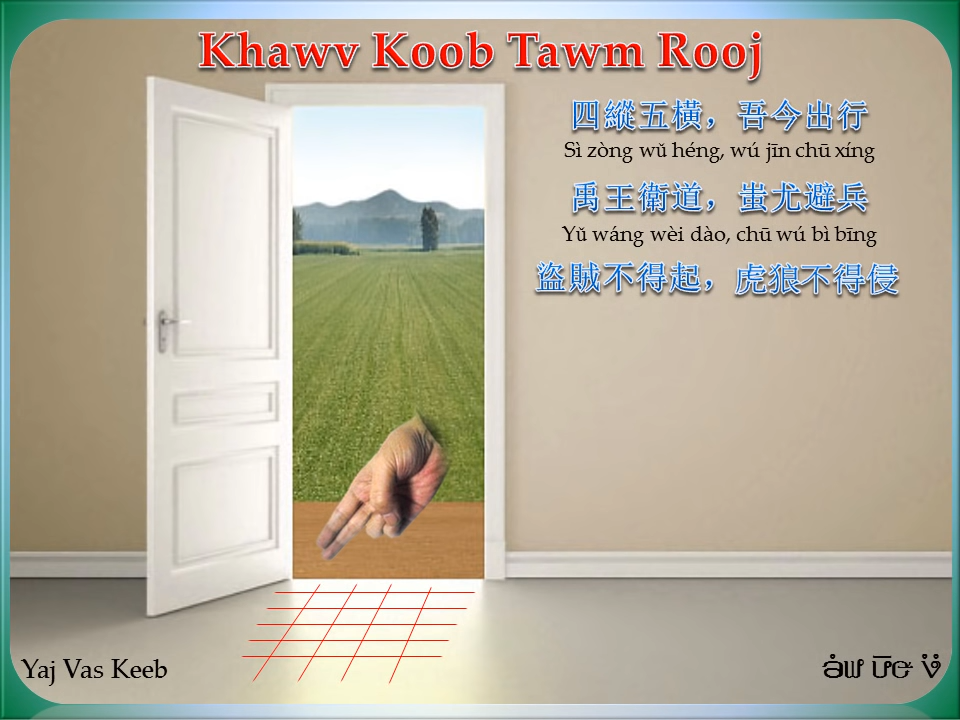 Khawv Koob Tawm Rooj
四縱五橫，吾今出行
Sì zòng wǔ héng, wú jīn chū xíng
禹王衛道，蚩尤避兵
Yǔ wáng wèi dào, chū wú bì bīng
盜賊不得起，虎狼不得侵
Yaj Vas Keeb